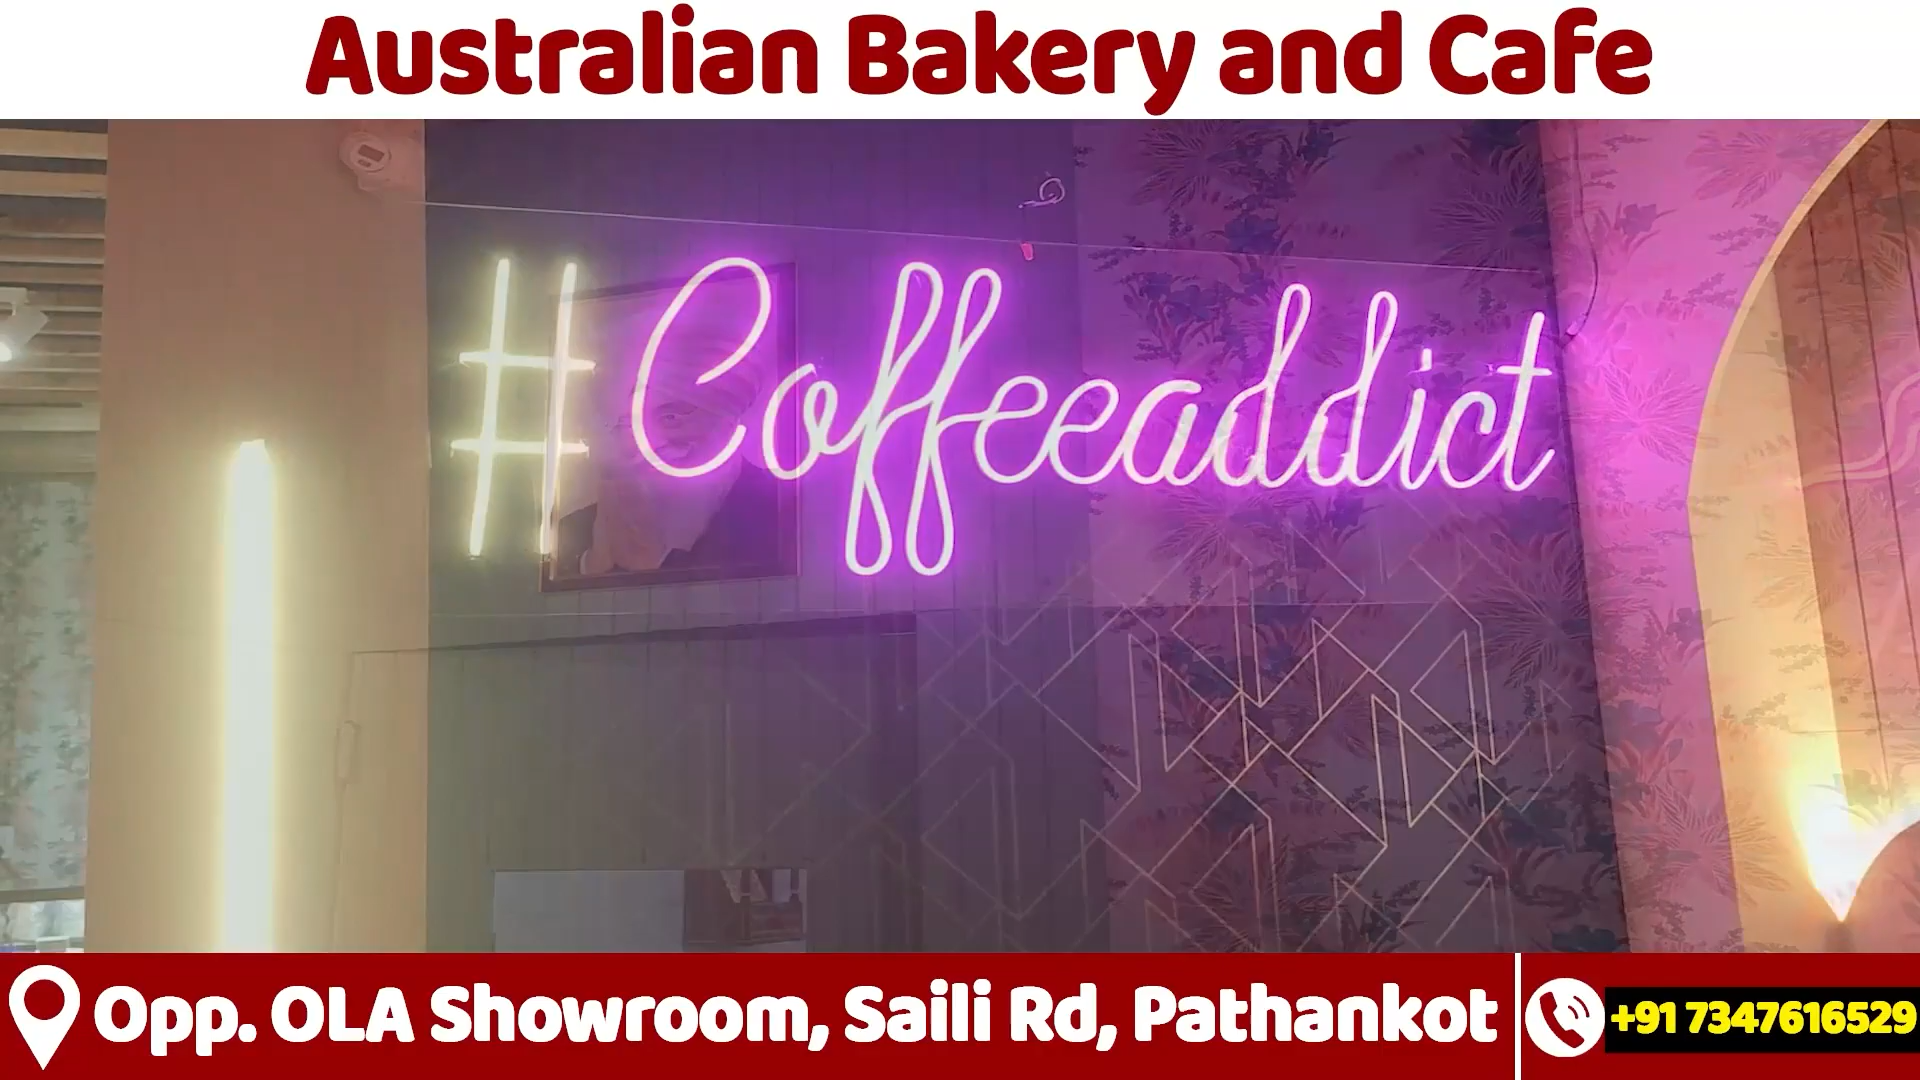 Australian Bakery and Cafe
#Coffeeaddict
Opp. OLA Showroom, Saili Rd, Pathankot
+91 7347616529